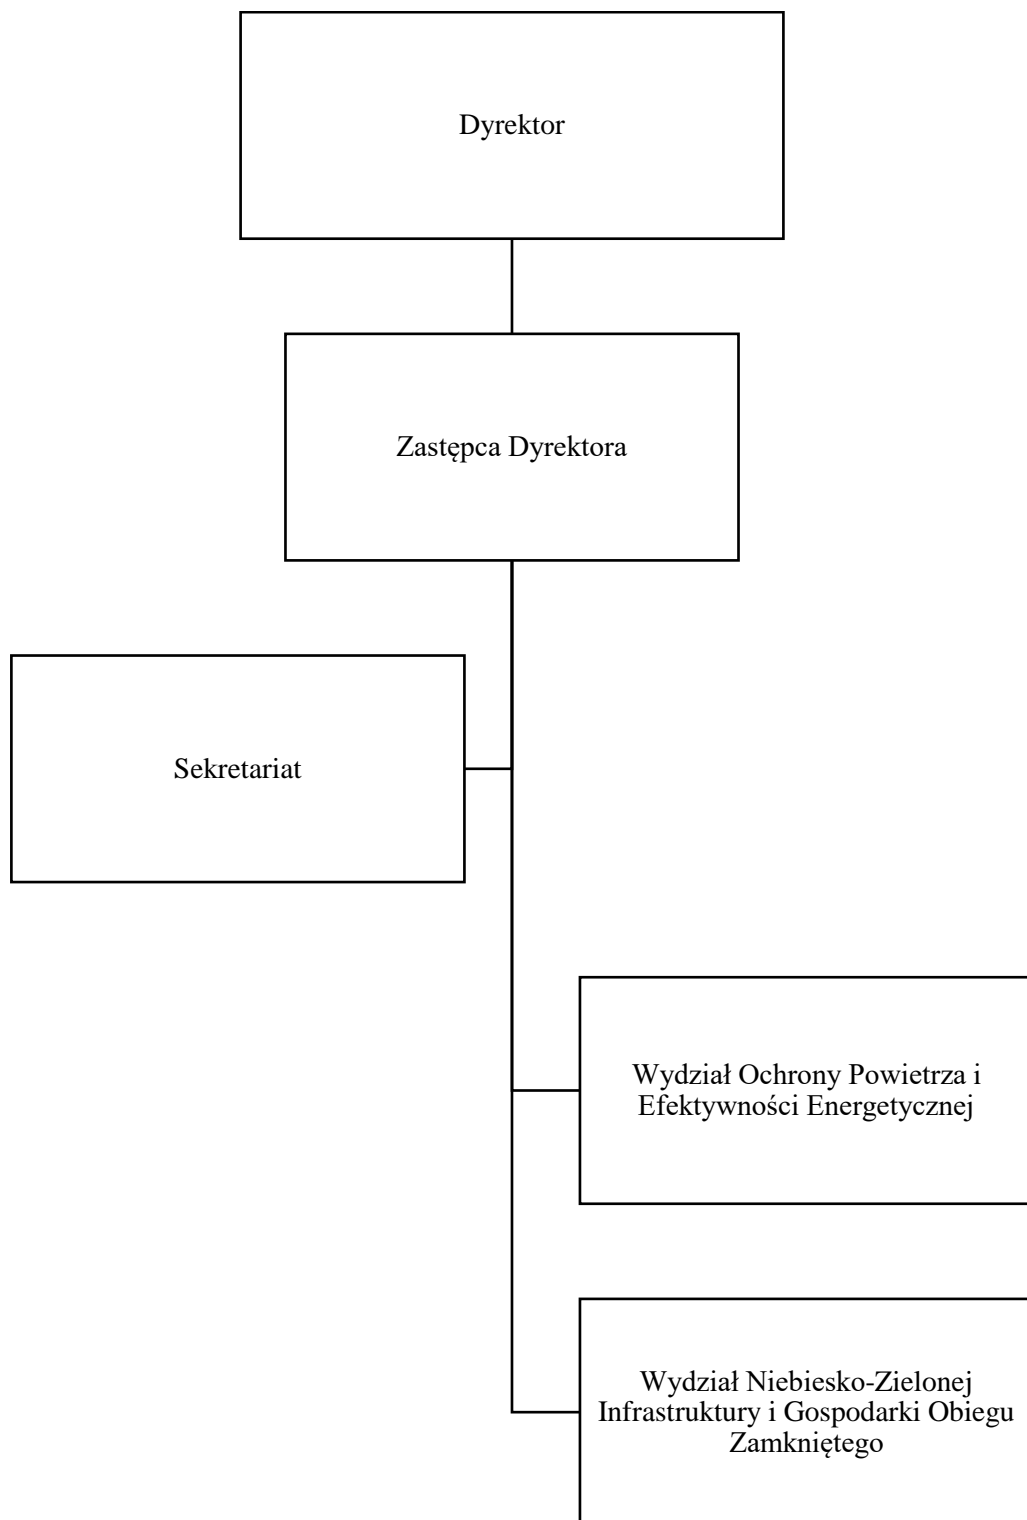 Dyrektor
Zastępca Dyrektora
Sekretariat
Wydział Ochrony Powietrza i
Efektywności Energetycznej
Wydział Niebiesko-Zielonej
Infrastruktury i Gospodarki Obiegu
Zamkniętego